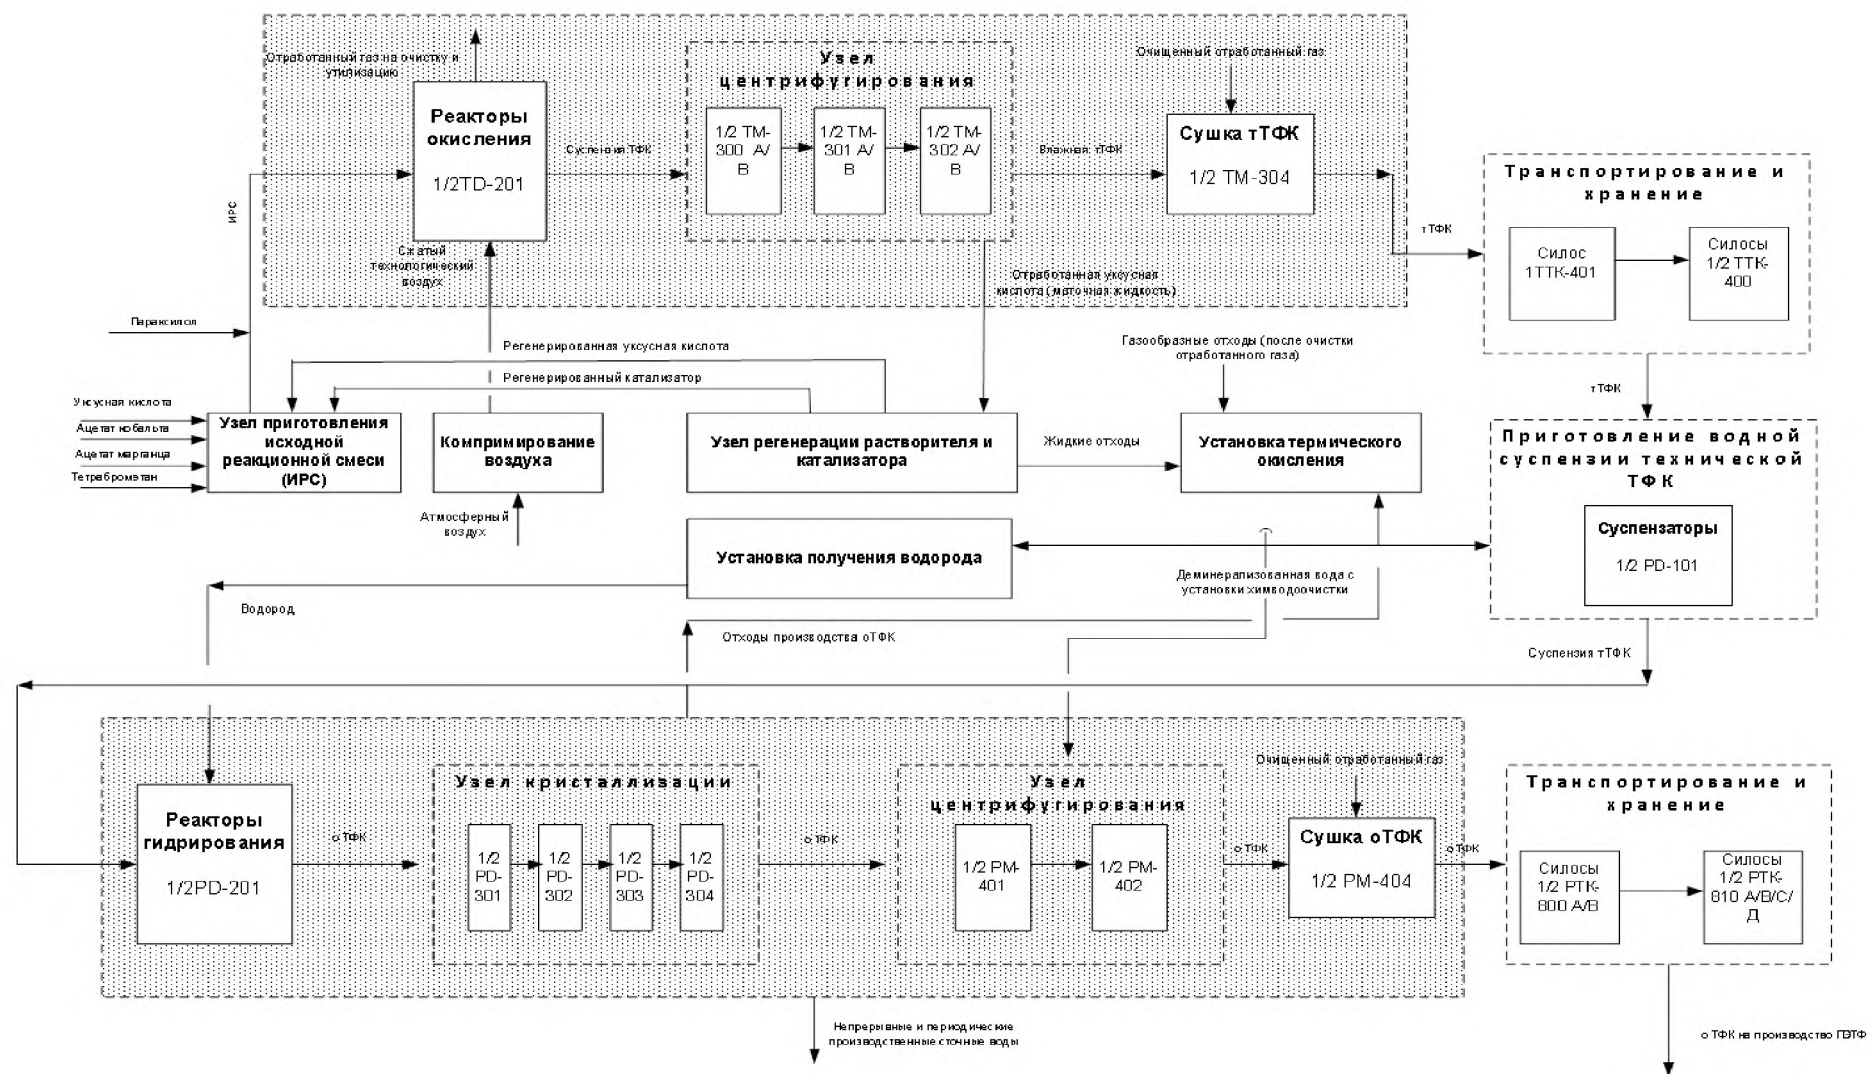 Отработанный газ на очистку и
утилизацию
Реакторы
окисления
1/2TD-201
Суспензия ТФК
Узел
центрифугирования
1/2 TM-
300 A/
B
1/2 TM-
301 A/
B
1/2 TM-
302 A/
B
Влажная тТФК
Очищенный отработанный газ
Сушка тТФК
1/2 TM-304
тТФК
Транспортирование и
хранение
Силос
1ТТК-401
Силосы
1/2 ТТК-
400
ИРС
Сжатый
технологический
воздух
Отработанная уксусная
кислота (маточная жидкость)
Параксилол
Регенерированная уксусная кислота
Регенерированный катализатор
Газообразные отходы (после очистки
отработанного газа)
тТФК
Уксусная кислота
Ацетат кобальта
Ацетат марганца
Тетрабромэтан
Узел приготовления
исходной
реакционной смеси
(ИРС)
Компримирование
воздуха
Атмосферный
воздух
Узел регенерации растворителя и
катализатора
Жидкие отходы
Установка термического
окисления
Приготовление водной
суспензии технической
ТФК
Суспензаторы
1/2 PD-101
Установка получения водорода
Деминерализованная вода с
установки химводоочистки
Водород
Отходы производства оТФК
Суспензия тТФК
Реакторы
гидрирования
1/2PD-201
оТФК
Узел кристаллизации
1/2
PD-
301
1/2
PD-
302
1/2
PD-
303
1/2
PD-
304
оТФК
Узел
центрифугирования
1/2 PM-
401
1/2 PM-
402
оТФК
Очищенный отработанный газ
Сушка оТФК
1/2 PM-404
оТФК
Транспортирование и
хранение
Силосы
1/2 РТК-
800 А/В
Силосы
1/2 РТК-
810 А/В/С/
Д
Непрерывные и периодические
производственные сточные воды
оТФК на производство ПЭТФ